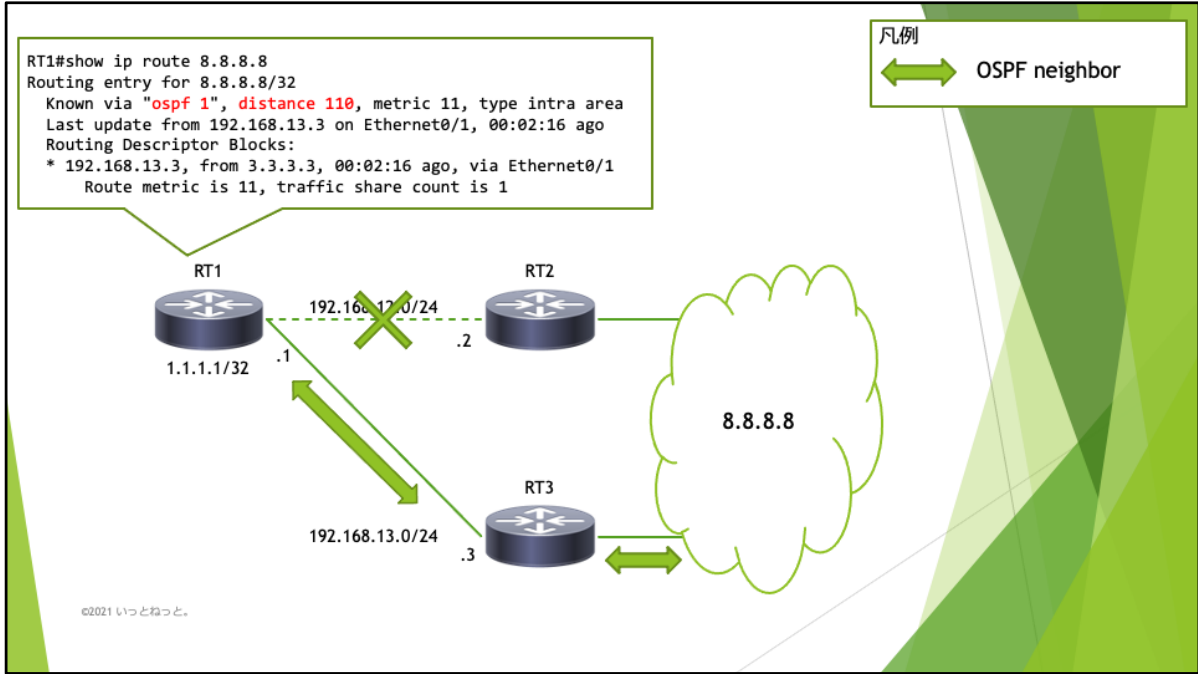 RT1#show ip route 8.8.8.8
Routing entry for 8.8.8.8/32
Known via "ospf 1", distance 110, metric 11, type intra area
Last update from 192.168.13.3 on Ethernet0/1, 00:02:16 ago
Routing Descriptor Blocks:
* 192.168.13.3, from 3.3.3.3, 00:02:16 ago, via Ethernet0/1
Route metric is 11, traffic share count is 1
凡例
OSPF neighbor
RT1
RT2
192.168.12.0/24
.2
.1
1.1.1.1/32
8.8.8.8
RT3
192.168.13.0/24
.3
©2021 いっとねっと。